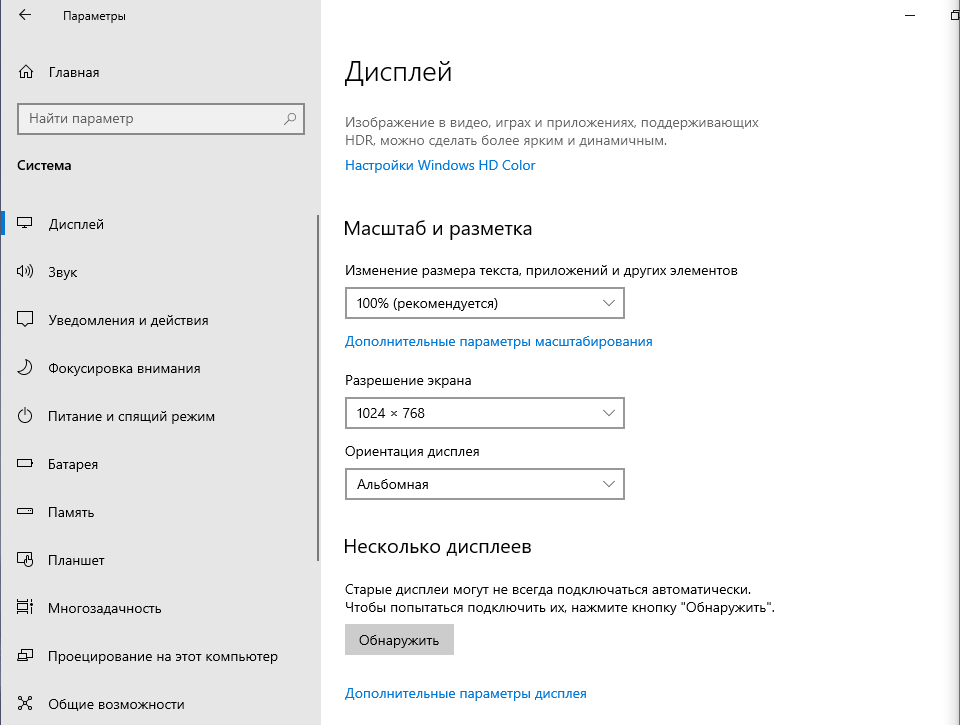 Параметры
Главная
Найти параметр
Система
Дисплей
Звук
Уведомления и действия
Фокусировка внимания
Питание и спящий режим
Батарея
Память
Планшет
Многозадачность
Проецирование на этот компьютер
Общие возможности
Дисплей
Изображение в видео, играх и приложениях, поддерживающих
HDR, можно сделать более ярким и динамичным.
Настройки Windows HD Color
Масштаб и разметка
Изменение размера текста, приложений и других элементов
100% (рекомендуется)
Дополнительные параметры масштабирования
Разрешение экрана
1024 × 768
Ориентация дисплея
Альбомная
Несколько дисплеев
Старые дисплеи могут не всегда подключаться автоматически.
Чтобы попытаться подключить их, нажмите кнопку "Обнаружить".
Обнаружить
Дополнительные параметры дисплея